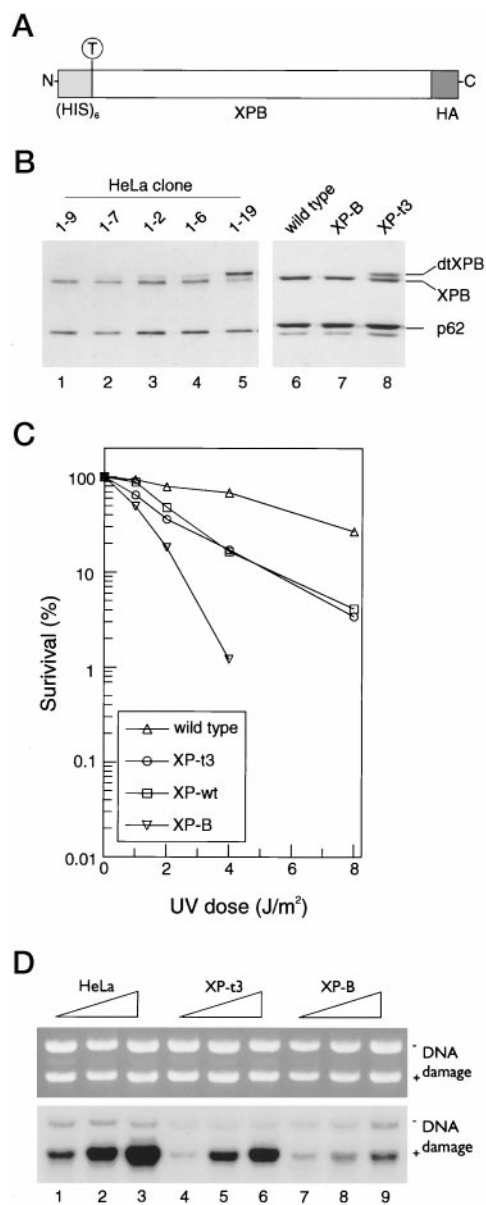 A
T
N
C
(HIS)6
XPB
HA
B
HeLa clone
1-9 1-7 1-2 1-6 1-19
wild type XP-B XP-t3
dtXPB
XPB
p62
1 2 3 4 5 6 7 8
C
100
10
1
0.1
0.01
Surivival (%)
wild type
XP-t3
XP-wt
XP-B
0 2 4 6 8
UV dose (J/m²)
D
HeLa XP-t3 XP-B
- DNA
+ damage
- DNA
+ damage
1 2 3 4 5 6 7 8 9